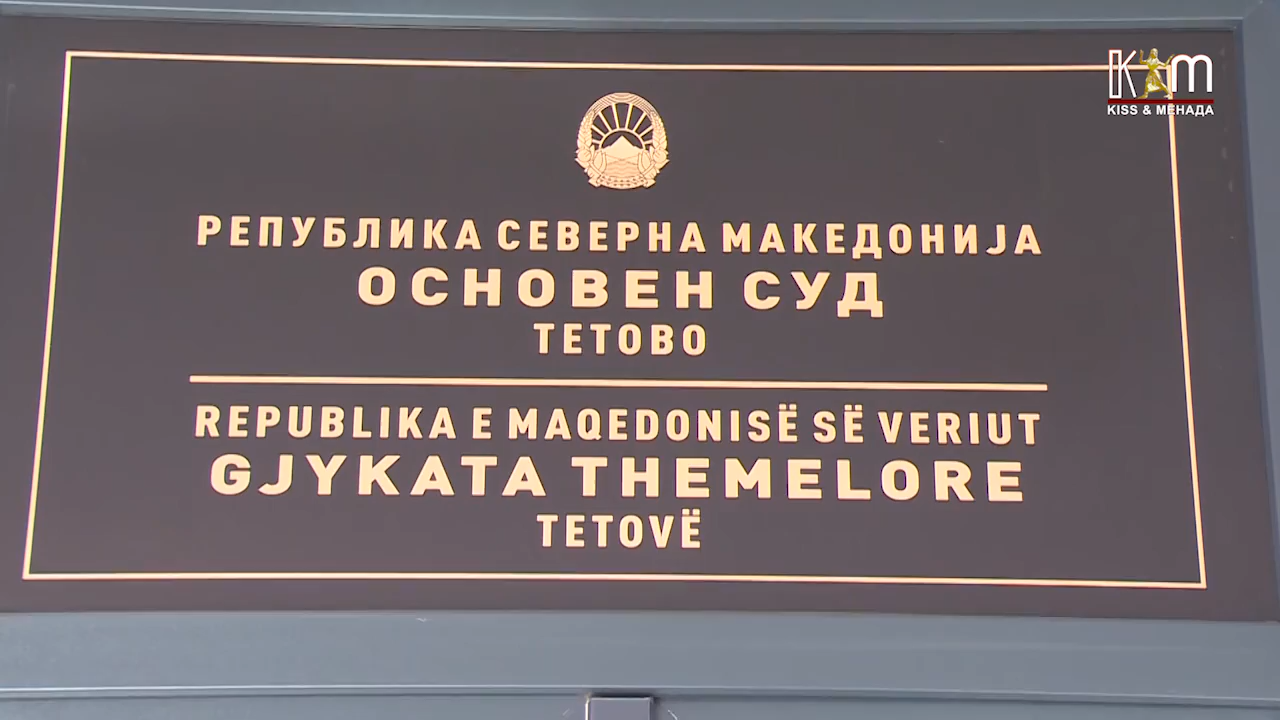 KM
KISS & МЕНАДА
РЕПУБЛИКА СЕВЕРНА МАКЕДОНИЈА
ОСНОВЕН СУД
ТЕТОВО
REPUBLIKA E MAQEDONISË SË VERIUT
GJYKATA THEMELORE
TETOVË